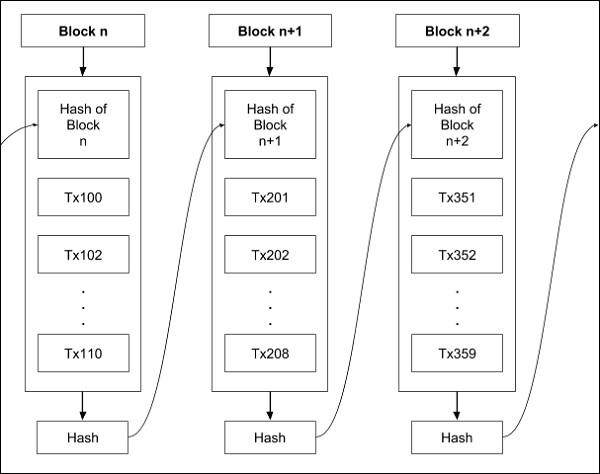 Block n
Block n+1
Block n+2
Hash of
Block
n
Hash of
Block
n+1
Hash of
Block
n+2
Tx100
Tx201
Tx351
Tx102
Tx202
Tx352
Tx110
Tx208
Tx359
Hash
Hash
Hash